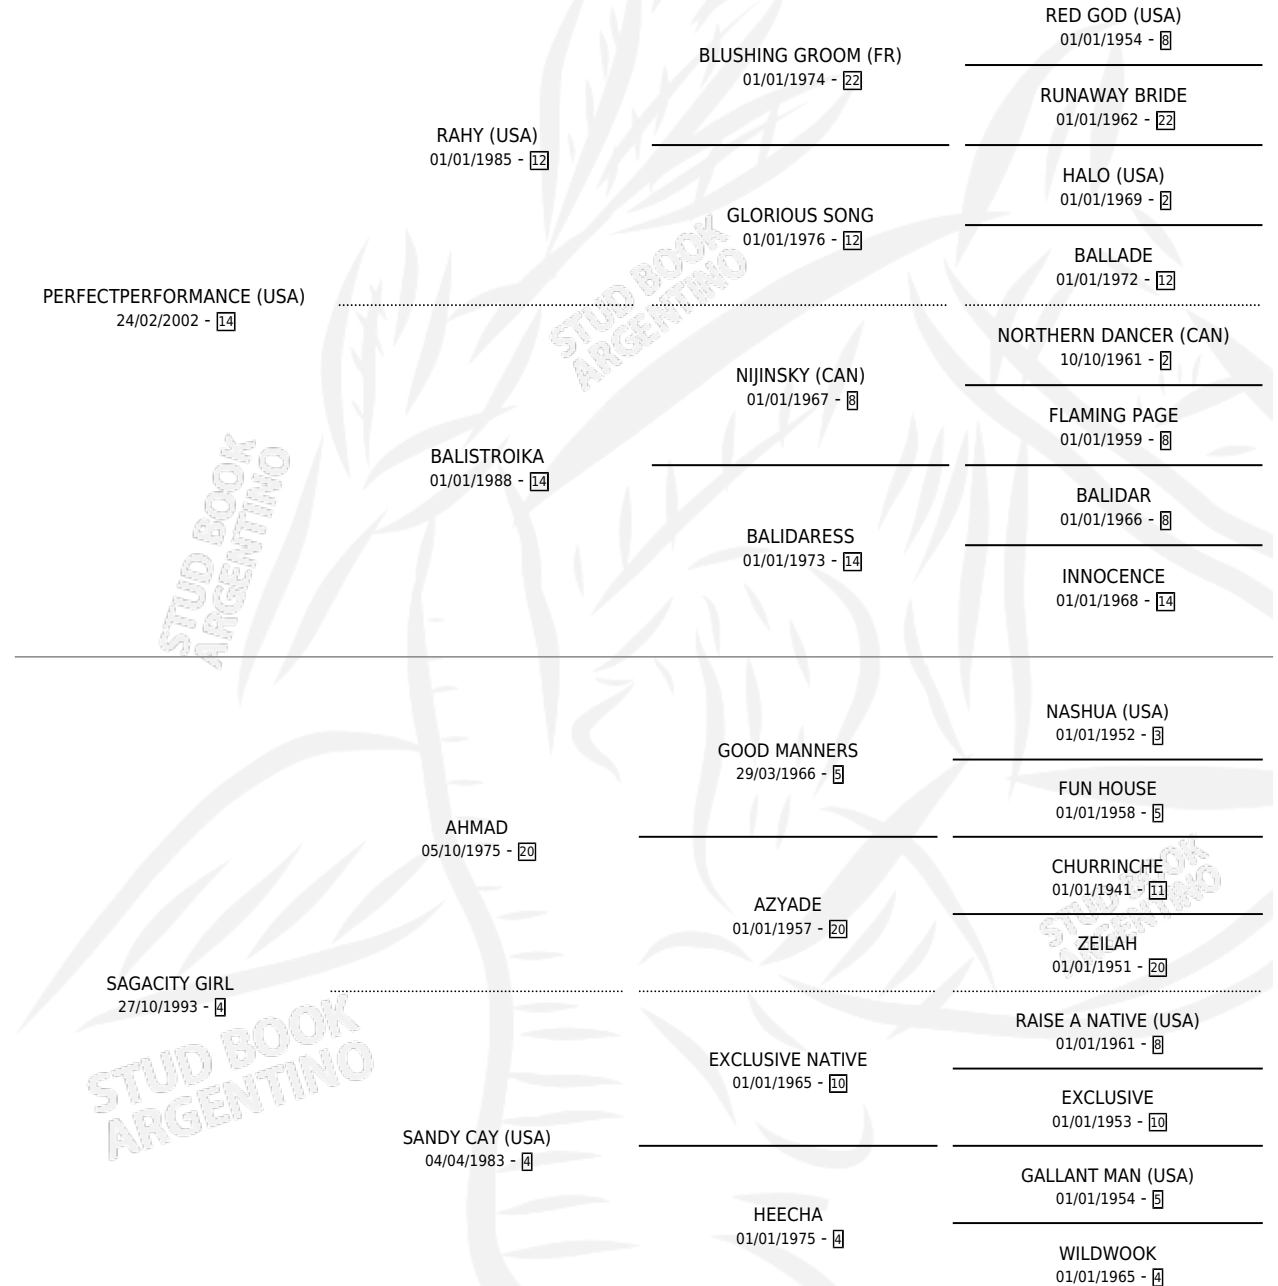 RED GOD (USA)
01/01/1954 - 8
BLUSHING GROOM (FR)
01/01/1974 - 22
RUNAWAY BRIDE
01/01/1962 - 22
RAHY (USA)
01/01/1985 - 12
HALO (USA)
01/01/1969 - 2
GLORIOUS SONG
01/01/1976 - 12
BALLADE
01/01/1972 - 12
PERFECTPERFORMANCE (USA)
24/02/2002 - 14
STUD BOOK
ARGENTINO
NORTHERN DANCER (CAN)
10/10/1961 - 2
NIJINSKY (CAN)
01/01/1967 - 8
FLAMING PAGE
01/01/1959 - 8
BALISTROIKA
01/01/1988 - 14
BALIDAR
01/01/1966 - 8
BALIDARESS
01/01/1973 - 14
INNOCENCE
01/01/1968 - 14
STUD BOOK
ARGENTINO
NASHUA (USA)
01/01/1952 - 3
GOOD MANNERS
29/03/1966 - 5
FUN HOUSE
01/01/1958 - 5
AHMAD
05/10/1975 - 20
CHURRINCHE
01/01/1941 - 11
AZYADE
01/01/1957 - 20
STUD BOOK
ARGENTINO
ZEILAH
01/01/1951 - 20
SAGACITY GIRL
27/10/1993 - 4
RAISE A NATIVE (USA)
01/01/1961 - 8
EXCLUSIVE NATIVE
01/01/1965 - 10
EXCLUSIVE
01/01/1953 - 10
STUD BOOK
ARGENTINO
SANDY CAY (USA)
04/04/1983 - 4
GALLANT MAN (USA)
01/01/1954 - 5
HEECHA
01/01/1975 - 4
WILDWOOK
01/01/1965 - 4